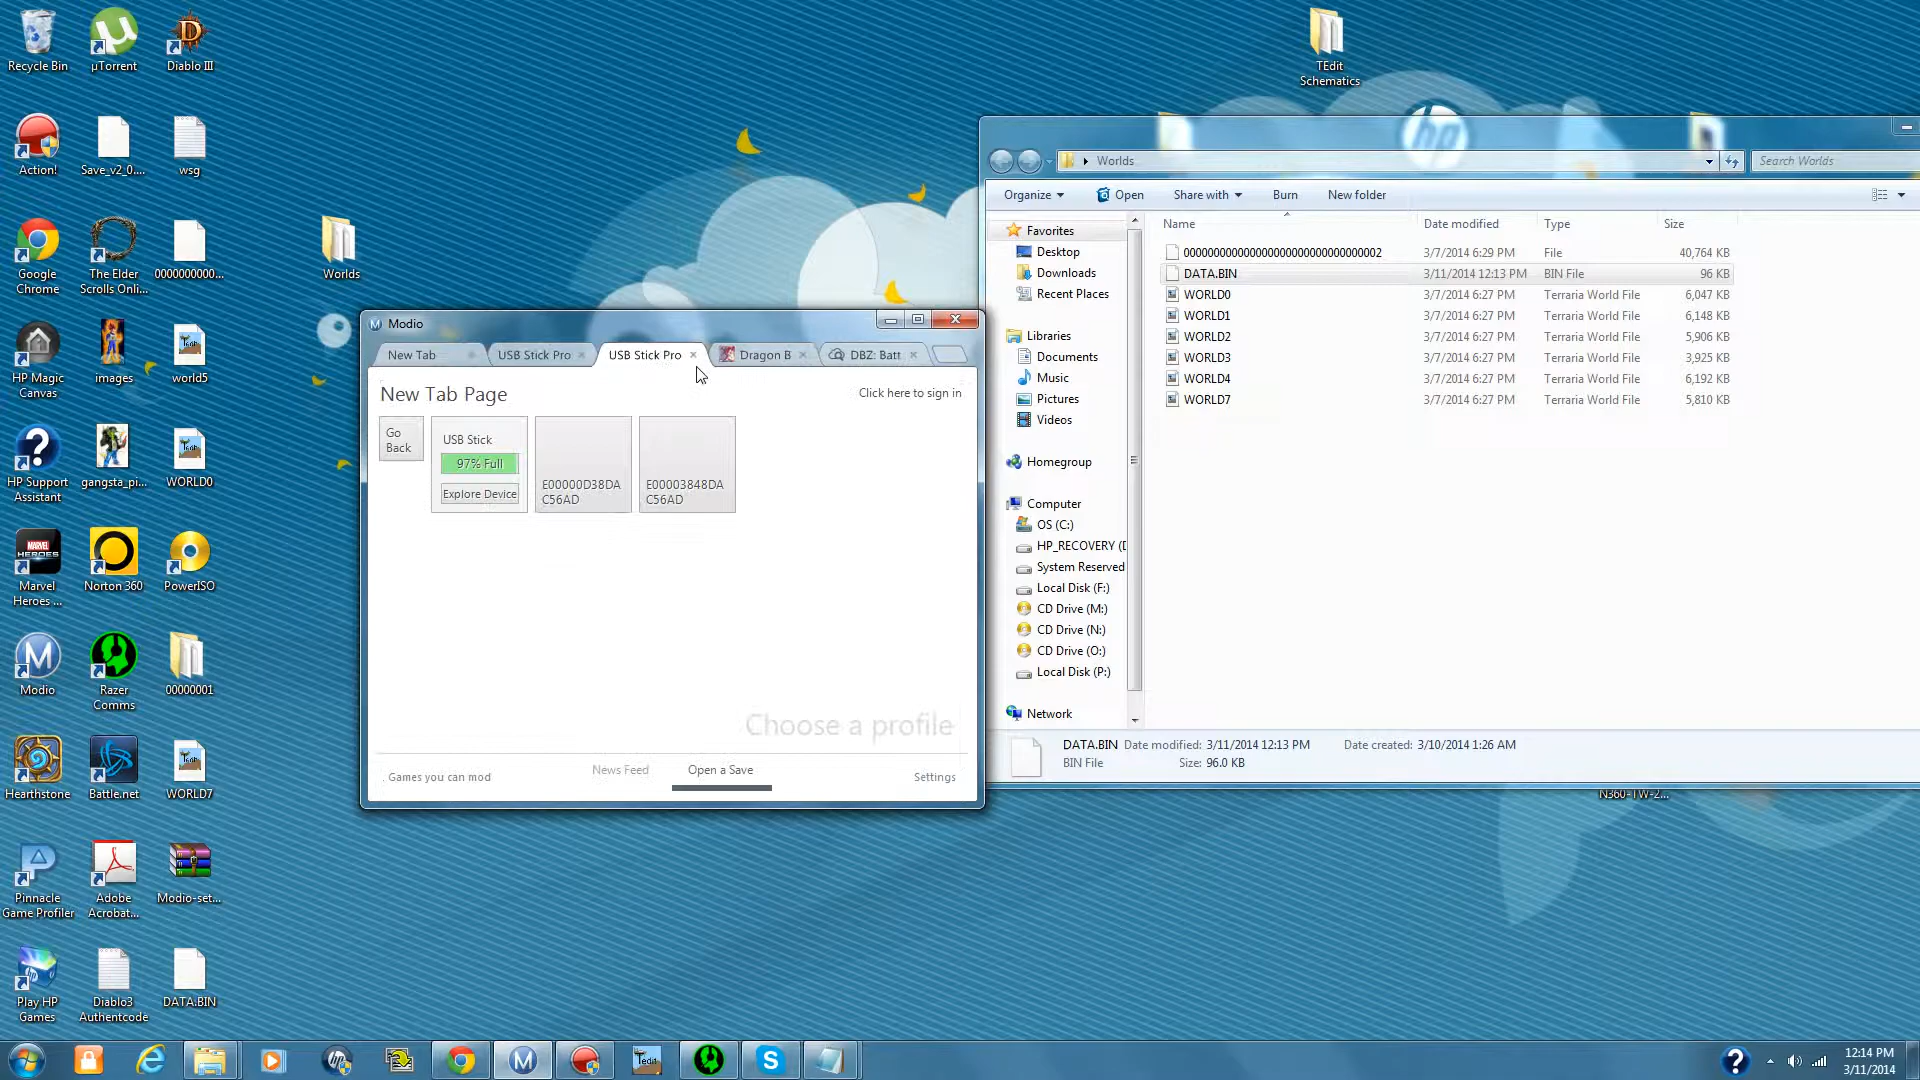 Recycle Bin
µTorrent
Diablo III
TEdit
Schematics
Action!
Save_v2_0....
wsg
Google
Chrome
The Elder
Scrolls Onli...
0000000000...
Worlds
HP Magic
Canvas
images
world5
HP Support
Assistant
gangsta_pi...
WORLD0
MARVEL
HEROES
Marvel
Heroes ...
Norton 360
PowerISO
Modio
Razer
Comms
00000001
Hearthstone
Battle.net
WORLD7
Pinnacle
Game Profiler
Adobe
Acrobat...
Modio-set...
Play HP
Games
Diablo3
Authentcode
DATA.BIN
Modio
New Tab
USB Stick Pro
USB Stick Pro
Dragon B
DBZ: Batt
New Tab Page
Click here to sign in
Go
Back
USB Stick
97% Full
Explore Device
E00000D38DA
C56AD
E00003848DA
C56AD
Choose a profile
. Games you can mod
News Feed
Open a Save
Settings
hp
Worlds
Search Worlds
Organize
Open
Share with
Burn
New folder
Favorites
Desktop
Downloads
Recent Places
Libraries
Documents
Music
Pictures
Videos
Homegroup
Computer
OS (C:)
HP_RECOVERY (D
System Reserved
Local Disk (F:)
CD Drive (M:)
CD Drive (N:)
CD Drive (O:)
Local Disk (P:)
Network
Name Date modified Type Size
00000000000000000000000000000002 3/7/2014 6:29 PM File 40,764 KB
DATA.BIN 3/11/2014 12:13 PM BIN File 96 KB
WORLD0 3/7/2014 6:27 PM Terraria World File 6,047 KB
WORLD1 3/7/2014 6:27 PM Terraria World File 6,148 KB
WORLD2 3/7/2014 6:27 PM Terraria World File 5,906 KB
WORLD3 3/7/2014 6:27 PM Terraria World File 3,925 KB
WORLD4 3/7/2014 6:27 PM Terraria World File 6,192 KB
WORLD7 3/7/2014 6:27 PM Terraria World File 5,810 KB
DATA.BIN Date modified: 3/11/2014 12:13 PM Date created: 3/10/2014 1:26 AM
BIN File Size: 96.0 KB
N360-TW-2...
12:14 PM
3/11/2014